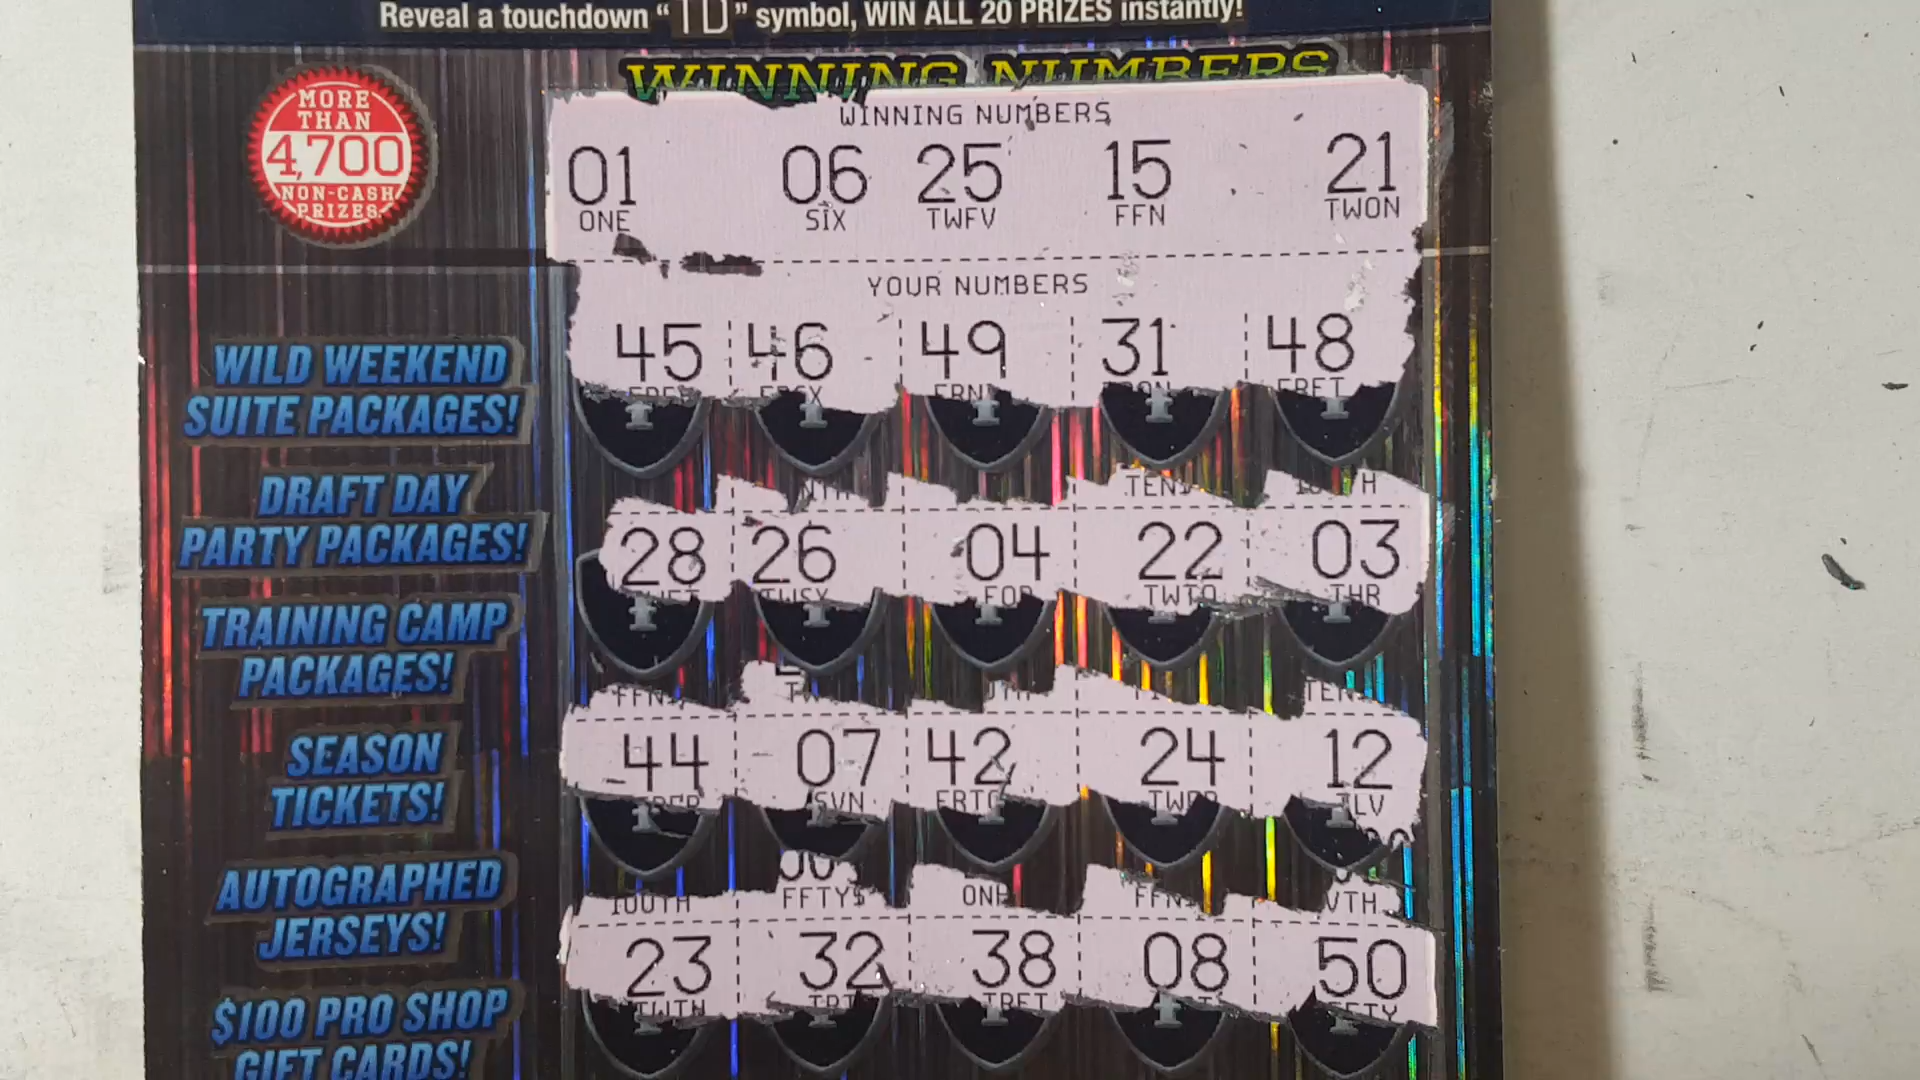 Reveal a touchdown “TD” symbol, WIN ALL 20 PRIZES instantly!
WINNING NUMBERS
MORE
THAN
4,700
NON-CASH
PRIZES
WINNING NUMBERS
01 06 25 15 21
ONE SIX TWFV FFN TWON
YOUR NUMBERS
45 46 49 31 48
WILD WEEKEND
SUITE PACKAGES!
28 26 04 22 03
THR
DRAFT DAY
PARTY PACKAGES!
TRAINING CAMP
PACKAGES!
44 07 42 24 12
SVN
SEASON
TICKETS!
FFTY$
23 32 38 08 50
AUTOGRAPHED
JERSEYS!
$100 PRO SHOP
GIFT CARDS!